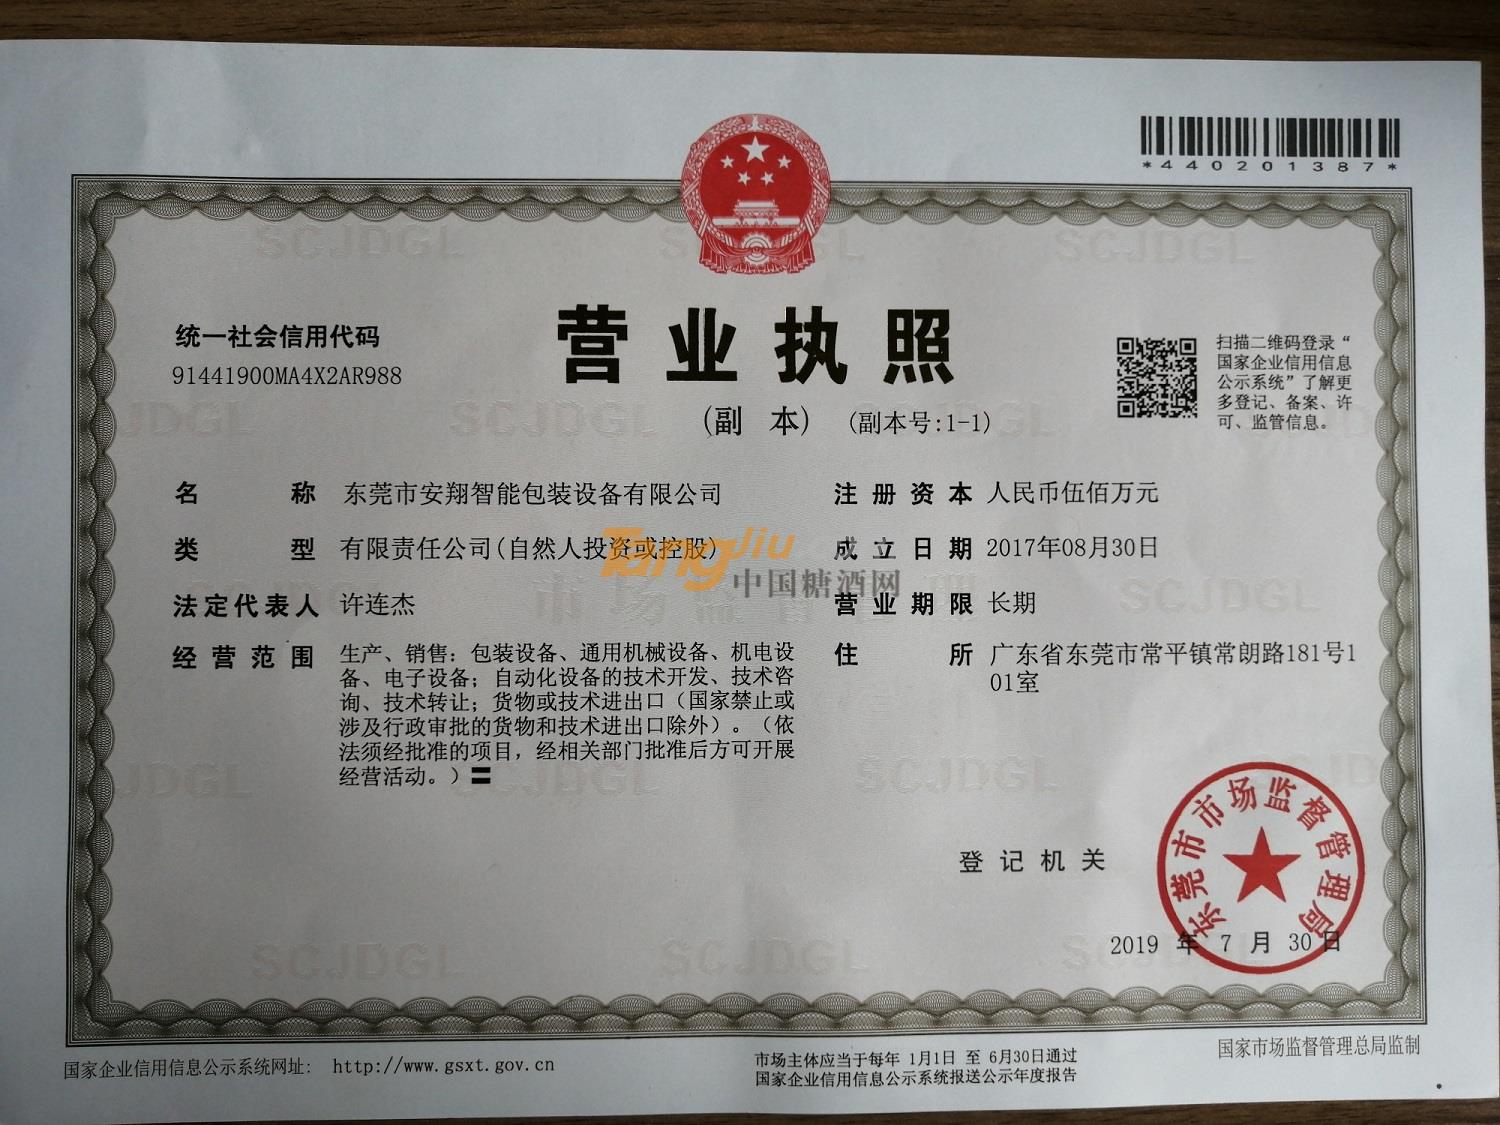 *440201387*
营业执照
(副 本) (副本号:1-1)
统一社会信用代码
91441900MA4X2AR988
扫描二维码登录“
国家企业信用信息
公示系统”了解更
多登记、备案、许
可、监管信息。
名 称 东莞市安翔智能包装设备有限公司
类 型 有限责任公司(自然人投资或控股)
法定代表人 许连杰
经营范围 生产、销售：包装设备、通用机械设备、机电设
备、电子设备；自动化设备的技术开发、技术咨
询、技术转让；货物或技术进出口（国家禁止或
涉及行政审批的货物和技术进出口除外）。（依
法须经批准的项目，经相关部门批准后方可开展
经营活动。）〓
注册资本 人民币伍佰万元
成立日期 2017年08月30日
营业期限 长期
住 所 广东省东莞市常平镇常朗路181号1
01室
TangJiu
中国糖酒网
SCJDGL
市场监管
登记机关
东莞市市场监督管理局
2019 年 7 月 30 日
国家企业信用信息公示系统网址: http://www.gsxt.gov.cn
市场主体应当于每年 1月1日 至 6月30日通过
国家企业信用信息公示系统报送公示年度报告
国家市场监督管理总局监制